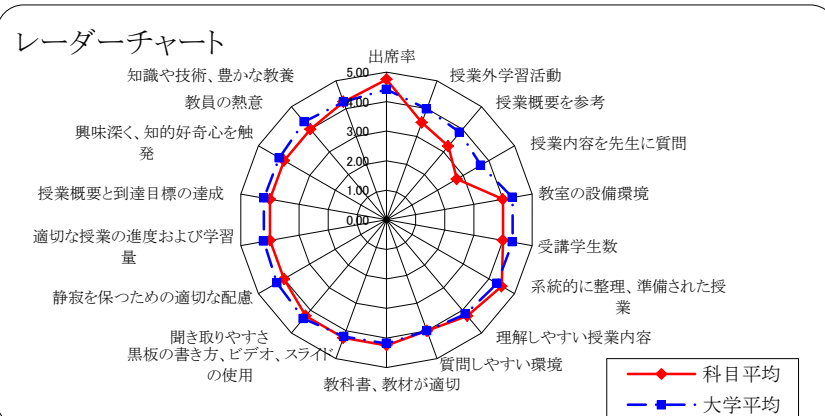 レーダーチャート
出席率
授業外学習活動
授業概要を参考
授業内容を先生に質問
教室の設備環境
受講学生数
系統的に整理、準備された授
業
理解しやすい授業内容
質問しやすい環境
教科書、教材が適切
黒板の書き方、ビデオ、スライド
の使用
聞き取りやすさ
静寂を保つための適切な配慮
適切な授業の進度および学習
量
授業概要と到達目標の達成
興味深く、知的好奇心を触
発
教員の熱意
知識や技術、豊かな教養
5.00
4.00
3.00
2.00
1.00
0.00
科目平均
大学平均